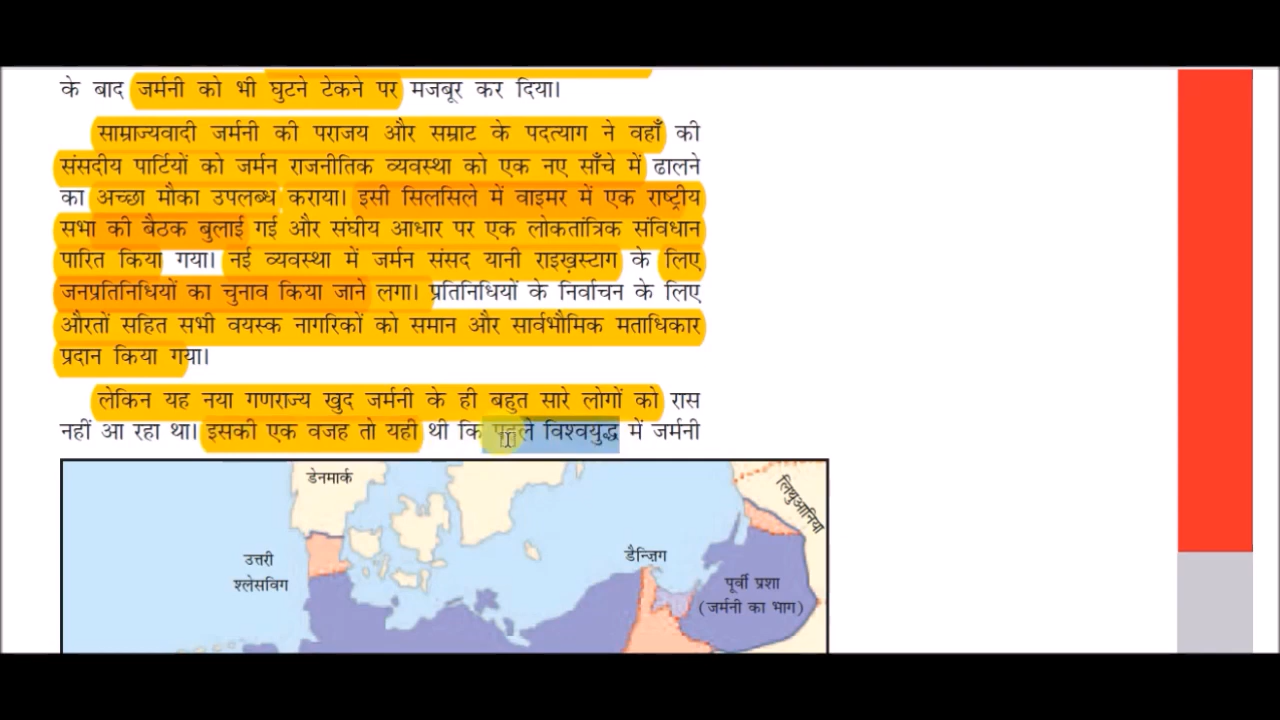 के बाद जर्मनी को भी घुटने टेकने पर मजबूर कर दिया।
साम्राज्यवादी जर्मनी की पराजय और सम्राट के पदत्याग ने वहाँ की
संसदीय पार्टियों को जर्मन राजनीतिक व्यवस्था को एक नए साँचे में ढालने
का अच्छा मौका उपलब्ध कराया। इसी सिलसिले में वाइमर में एक राष्ट्रीय
सभा की बैठक बुलाई गई और संघीय आधार पर एक लोकतांत्रिक संविधान
पारित किया गया। नई व्यवस्था में जर्मन संसद यानी राइख़स्टाग के लिए
जनप्रतिनिधियों का चुनाव किया जाने लगा। प्रतिनिधियों के निर्वाचन के लिए
औरतों सहित सभी वयस्क नागरिकों को समान और सार्वभौमिक मताधिकार
प्रदान किया गया।
लेकिन यह नया गणराज्य खुद जर्मनी के ही बहुत सारे लोगों को रास
नहीं आ रहा था। इसकी एक वजह तो यही थी कि पहले विश्वयुद्ध में जर्मनी
डेनमार्क
लिथुआनिया
उत्तरी
श्लेसविग
डैन्ज़िग
पूर्वी प्रशा
(जर्मनी का भाग)